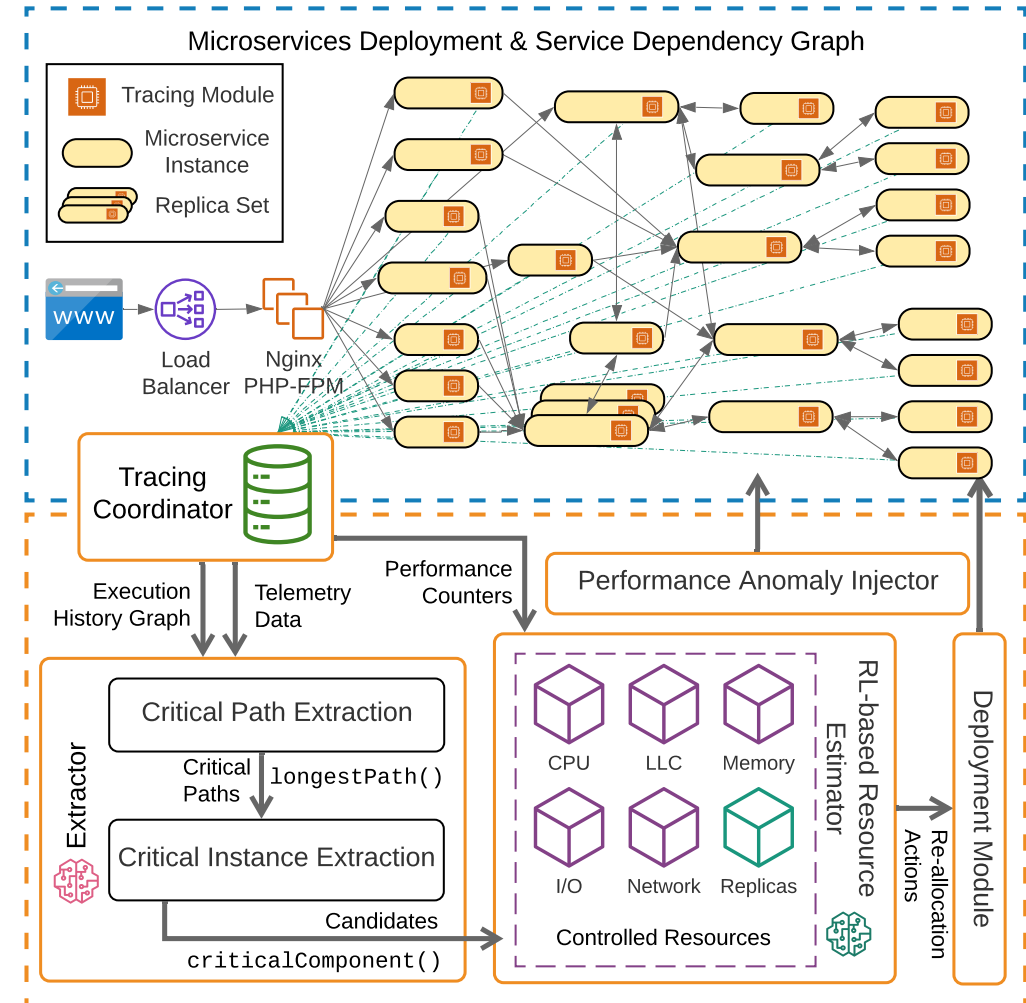 Microservices Deployment & Service Dependency Graph
Tracing Module
Microservice
Instance
Replica Set
www
Load
Balancer
Nginx
PHP-FPM
Tracing
Coordinator
Execution
History Graph
Telemetry
Data
Performance
Counters
Performance Anomaly Injector
Extractor
Critical Path Extraction
Critical
Paths
longestPath()
Critical Instance Extraction
Candidates
criticalComponent()
CPU
LLC
Memory
I/O
Network
Replicas
Controlled Resources
RL-based Resource
Estimator
Re-allocation
Actions
Deployment Module